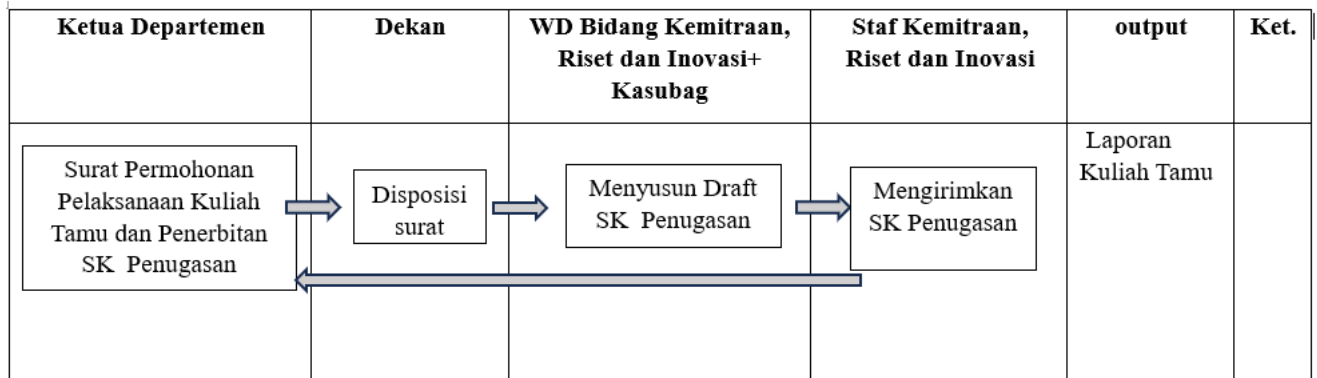 Ketua Departemen
Dekan
WD Bidang Kemitraan,
Riset dan Inovasi+
Kasubag
Staf Kemitraan,
Riset dan Inovasi
output
Ket.
Surat Permohonan
Pelaksanaan Kuliah
Tamu dan Penerbitan
SK Penugasan
Disposisi
surat
Menyusun Draft
SK Penugasan
Mengirimkan
SK Penugasan
Laporan
Kuliah Tamu